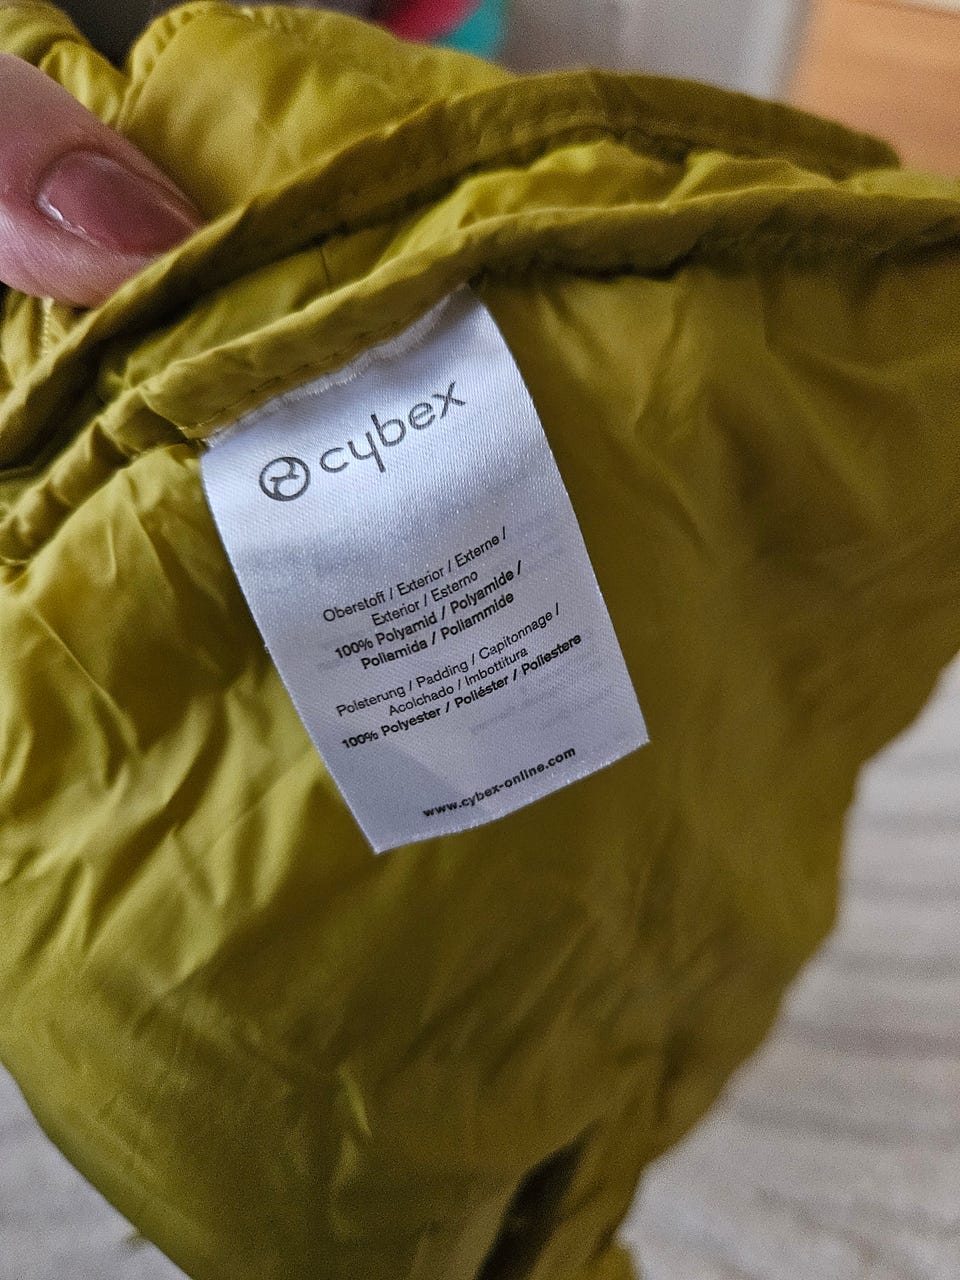 cybex
Oberstoff / Exterior / Externe /
Exterior / Esterno
100% Polyamid / Polyamide /
Poliamida / Poliammide
Polsterung / Padding / Capitonnage /
Acolchado / Imbottitura
100% Polyester / Poliéster / Poliestere
www.cybex-online.com